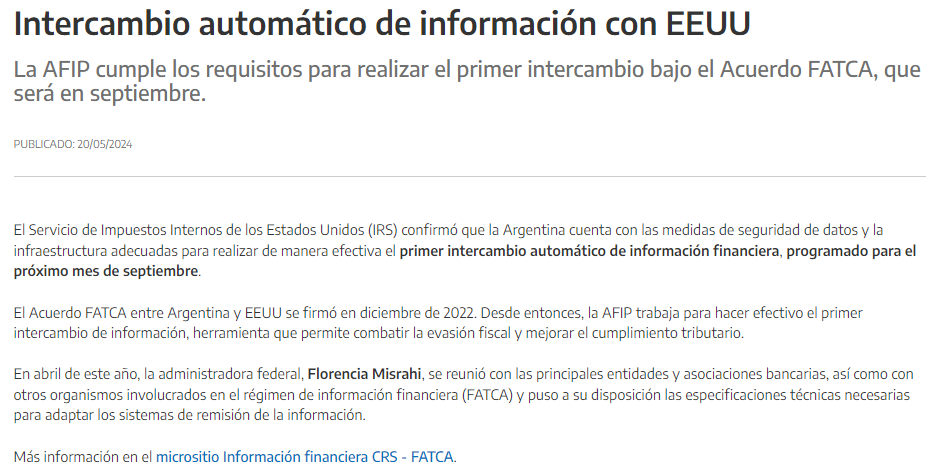 Intercambio automático de información con EEUU
La AFIP cumple los requisitos para realizar el primer intercambio bajo el Acuerdo FATCA, que
será en septiembre.
PUBLICADO: 20/05/2024
El Servicio de Impuestos Internos de los Estados Unidos (IRS) confirmó que la Argentina cuenta con las medidas de seguridad de datos y la
infraestructura adecuadas para realizar de manera efectiva el primer intercambio automático de información financiera, programado para el
próximo mes de septiembre.
El Acuerdo FATCA entre Argentina y EEUU se firmó en diciembre de 2022. Desde entonces, la AFIP trabaja para hacer efectivo el primer
intercambio de información, herramienta que permite combatir la evasión fiscal y mejorar el cumplimiento tributario.
En abril de este año, la administradora federal, Florencia Misrahi, se reunió con las principales entidades y asociaciones bancarias, así como con
otros organismos involucrados en el régimen de información financiera (FATCA) y puso a su disposición las especificaciones técnicas necesarias
para adaptar los sistemas de remisión de la información.
Más información en el micrositio Información financiera CRS - FATCA.